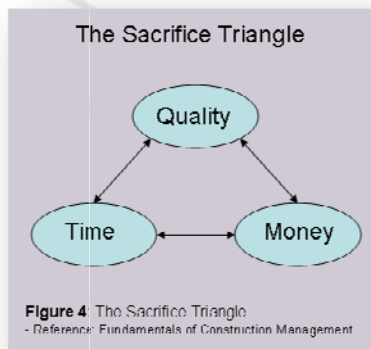 The Sacrifice Triangle
Quality
Time
Money
Figure 4: The Sacrifice Triangle
- Reference: Fundamentals of Construction Management